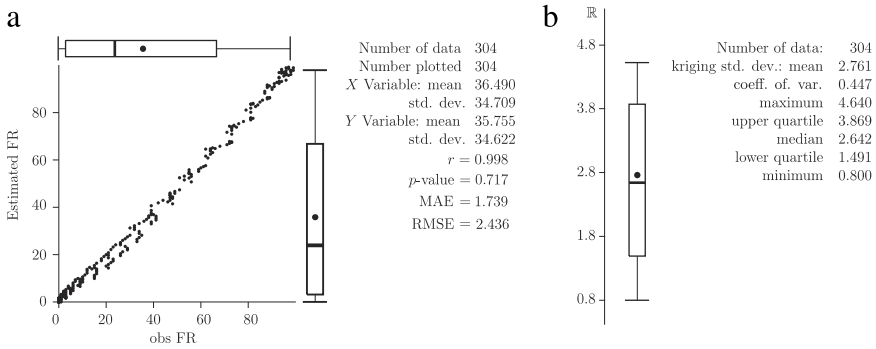 a
Number of data 304
Number plotted 304
X Variable: mean 36.490
std. dev. 34.709
Y Variable: mean 35.755
std. dev. 34.622
r = 0.998
p-value = 0.717
MAE = 1.739
RMSE = 2.436
Estimated FR
80
60
40
20
0
0 20 40 60 80
obs FR
b
ℝ
4.8
3.8
2.8
1.8
0.8
Number of data: 304
kriging std. dev.: mean 2.761
coeff. of. var. 0.447
maximum 4.640
upper quartile 3.869
median 2.642
lower quartile 1.491
minimum 0.800